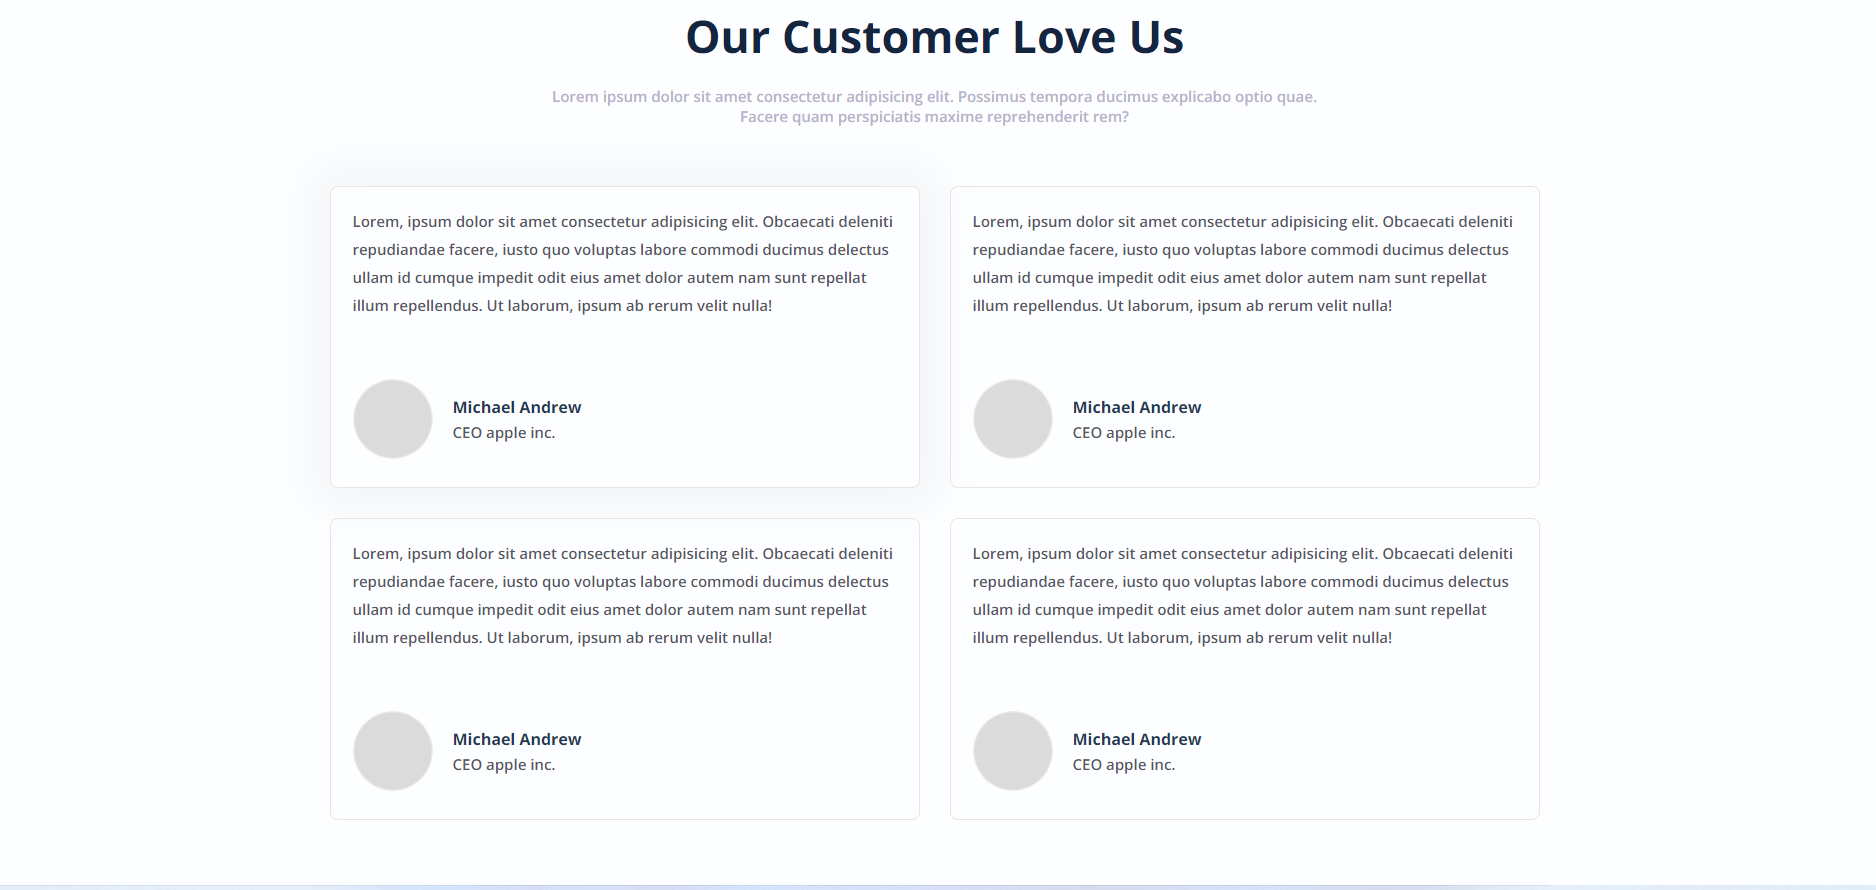 Our Customer Love Us
Lorem ipsum dolor sit amet consectetur adipisicing elit. Possimus tempora ducimus explicabo optio quae.
Facere quam perspiciatis maxime reprehenderit rem?
Lorem, ipsum dolor sit amet consectetur adipisicing elit. Obcaecati deleniti
repudiandae facere, iusto quo voluptas labore commodi ducimus delectus
ullam id cumque impedit odit eius amet dolor autem nam sunt repellat
illum repellendus. Ut laborum, ipsum ab rerum velit nulla!
Michael Andrew
CEO apple inc.
Lorem, ipsum dolor sit amet consectetur adipisicing elit. Obcaecati deleniti
repudiandae facere, iusto quo voluptas labore commodi ducimus delectus
ullam id cumque impedit odit eius amet dolor autem nam sunt repellat
illum repellendus. Ut laborum, ipsum ab rerum velit nulla!
Michael Andrew
CEO apple inc.
Lorem, ipsum dolor sit amet consectetur adipisicing elit. Obcaecati deleniti
repudiandae facere, iusto quo voluptas labore commodi ducimus delectus
ullam id cumque impedit odit eius amet dolor autem nam sunt repellat
illum repellendus. Ut laborum, ipsum ab rerum velit nulla!
Michael Andrew
CEO apple inc.
Lorem, ipsum dolor sit amet consectetur adipisicing elit. Obcaecati deleniti
repudiandae facere, iusto quo voluptas labore commodi ducimus delectus
ullam id cumque impedit odit eius amet dolor autem nam sunt repellat
illum repellendus. Ut laborum, ipsum ab rerum velit nulla!
Michael Andrew
CEO apple inc.